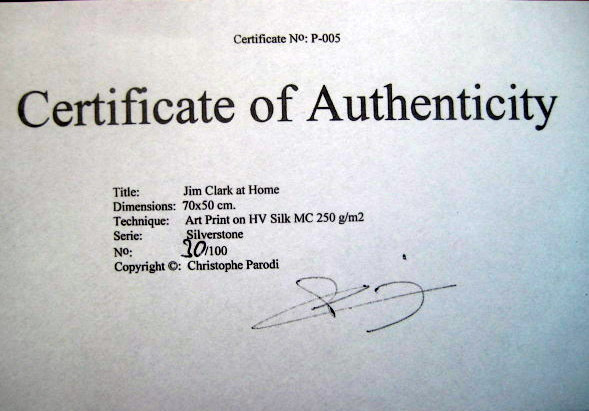 Certificate No: P-005
Certificate of Authenticity
Title: Jim Clark at Home
Dimensions: 70x50 cm.
Technique: Art Print on HV Silk MC 250 g/m2
Serie: Silverstone
No: 30/100
Copyright ©: Christophe Parodi